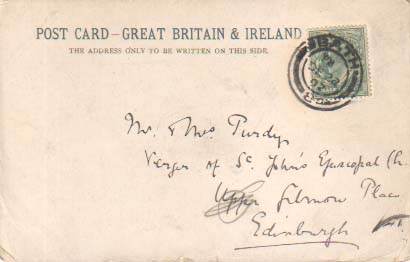 POST CARD – GREAT BRITAIN & IRELAND
THE ADDRESS ONLY TO BE WRITTEN ON THIS SIDE.
Mr. & Mrs Purdy,
Verger of St. John's Episcopal Ch.
Upper Gilmore Place
Edinburgh